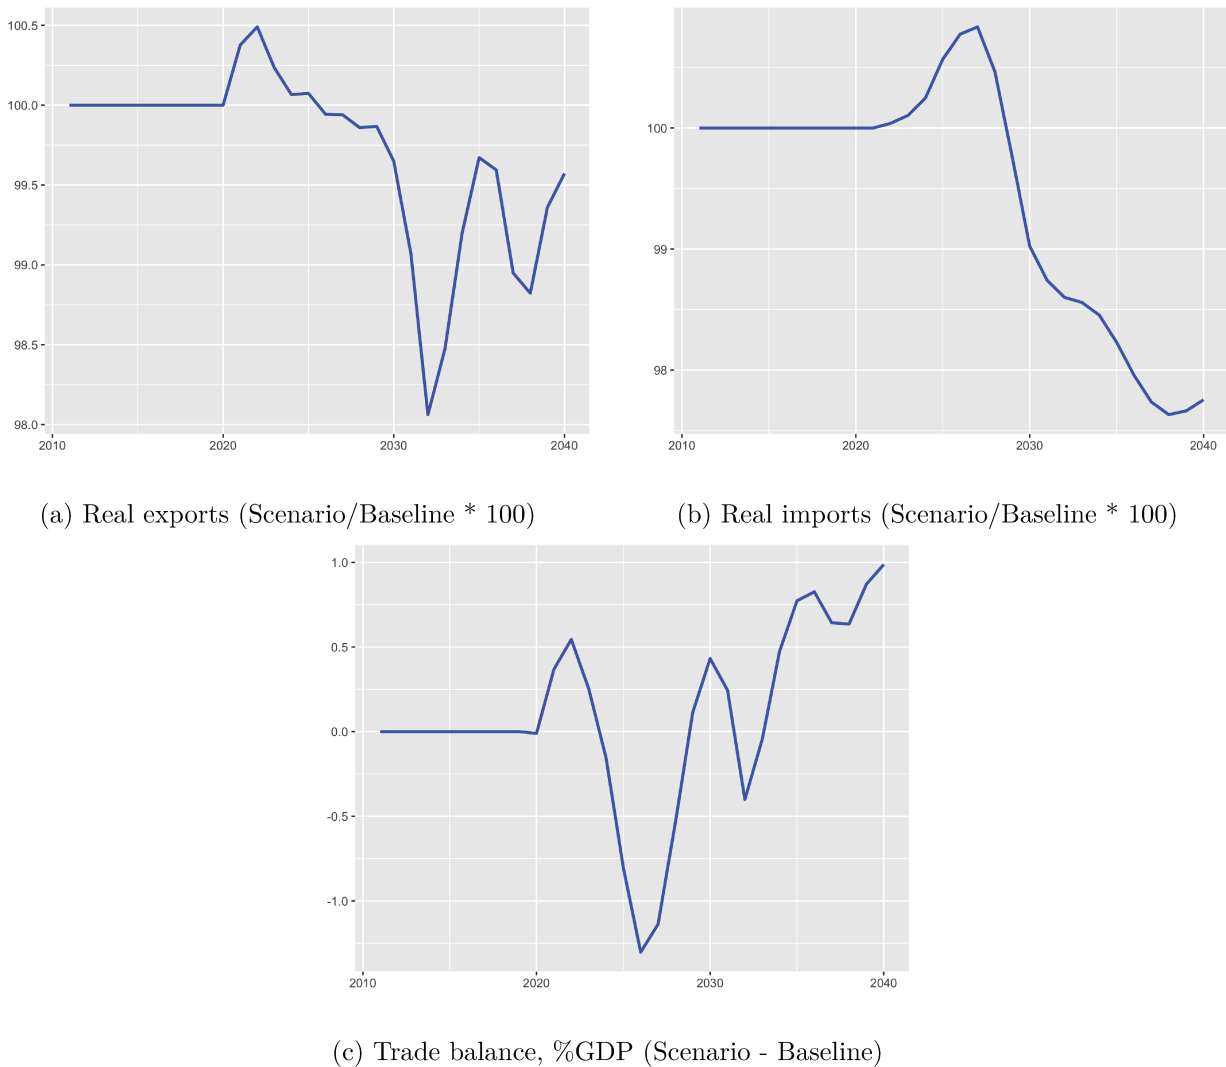 100.5
100.0
99.5
99.0
98.5
98.0
2010 2020 2030 2040
100
99
98
2010 2020 2030 2040
(a) Real exports (Scenario/Baseline * 100)
(b) Real imports (Scenario/Baseline * 100)
1.0
0.5
0.0
-0.5
-1.0
2010 2020 2030 2040
(c) Trade balance, %GDP (Scenario - Baseline)